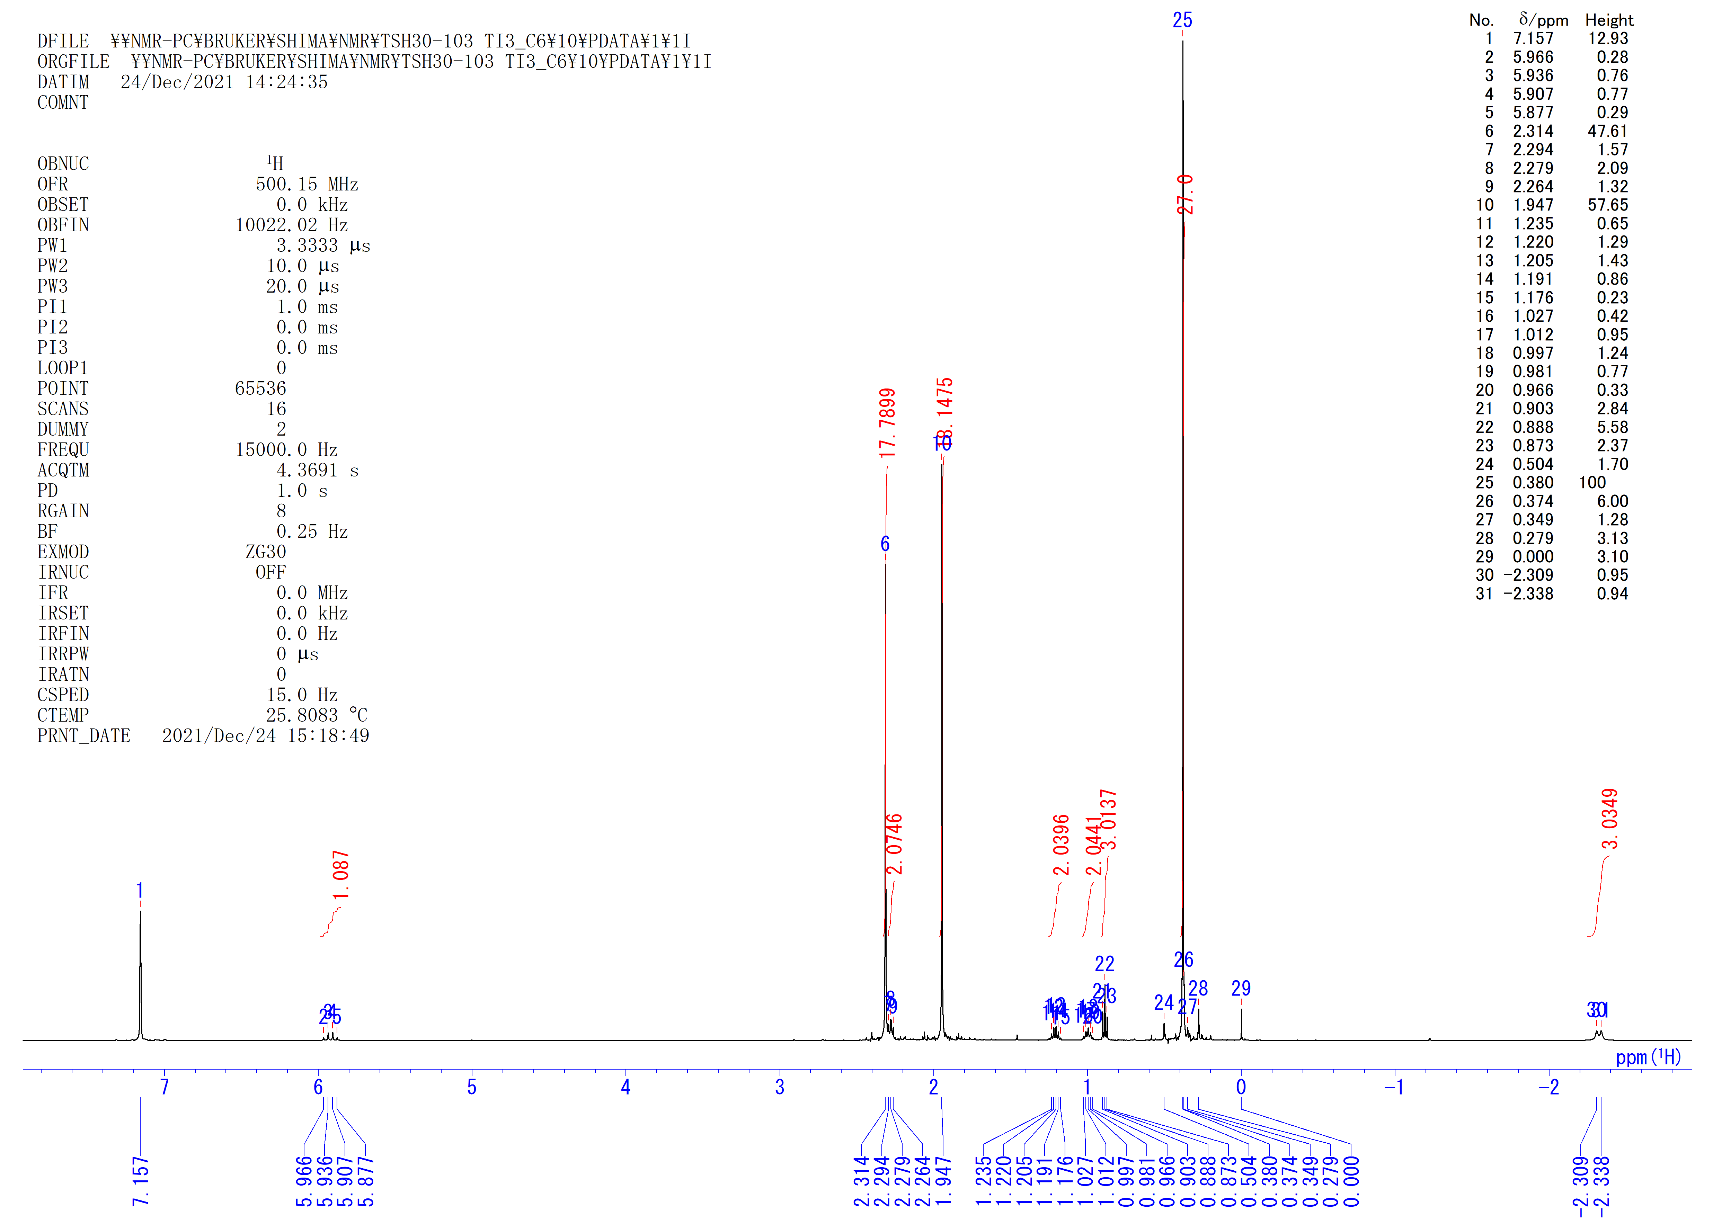 DFILE ¥¥NMR-PC¥BRUKER¥SHIMA¥NMR¥TSH30-103 TI3_C6¥10¥PDATA¥1¥1I
ORGFILE YYNMR-PCYBRUKERYSHIMAYNMRYTSH30-103 TI3_C6Y10YPDATAY1Y1I
DATIM 24/Dec/2021 14:24:35
COMNT
OBNUC 1H
OFR 500.15 MHz
OBSET 0.0 kHz
OBFIN 10022.02 Hz
PW1 3.3333 µs
PW2 10.0 µs
PW3 20.0 µs
PI1 1.0 ms
PI2 0.0 ms
PI3 0.0 ms
LOOP1 0
POINT 65536
SCANS 16
DUMMY 2
FREQU 15000.0 Hz
ACQTM 4.3691 s
PD 1.0 s
RGAIN 8
BF 0.25 Hz
EXMOD ZG30
IRNUC OFF
IFR 0.0 MHz
IRSET 0.0 kHz
IRFIN 0.0 Hz
IRRPW 0 µs
IRATN 0
CSPED 15.0 Hz
CTEMP 25.8083 °C
PRNT_DATE 2021/Dec/24 15:18:49
No. δ/ppm Height
1 7.157 12.93
2 5.966 0.28
3 5.936 0.76
4 5.907 0.77
5 5.877 0.29
6 2.314 47.61
7 2.294 1.57
8 2.279 2.09
9 2.264 1.32
10 1.947 57.65
11 1.235 0.65
12 1.220 1.29
13 1.205 1.43
14 1.191 0.86
15 1.176 0.23
16 1.027 0.42
17 1.012 0.95
18 0.997 1.24
19 0.981 0.77
20 0.966 0.33
21 0.903 2.84
22 0.888 5.58
23 0.873 2.37
24 0.504 1.70
25 0.380 100
26 0.374 6.00
27 0.349 1.28
28 0.279 3.13
29 0.000 3.10
30 -2.309 0.95
31 -2.338 0.94
25
27.0
17.7899
18.1475
10
6
1.087
2.0746
2.0396
2.0441
3.0137
3.0349
1
22
26
23
24
27
28
29
30
31
ppm(1H)
7 6 5 4 3 2 1 0 -1 -2
7.157
5.966
5.936
5.907
5.877
2.314
2.294
2.279
2.264
1.947
1.235
1.220
1.205
1.191
1.176
1.027
1.012
0.997
0.981
0.966
0.903
0.888
0.873
0.504
0.380
0.374
0.349
0.279
0.000
-2.309
-2.338